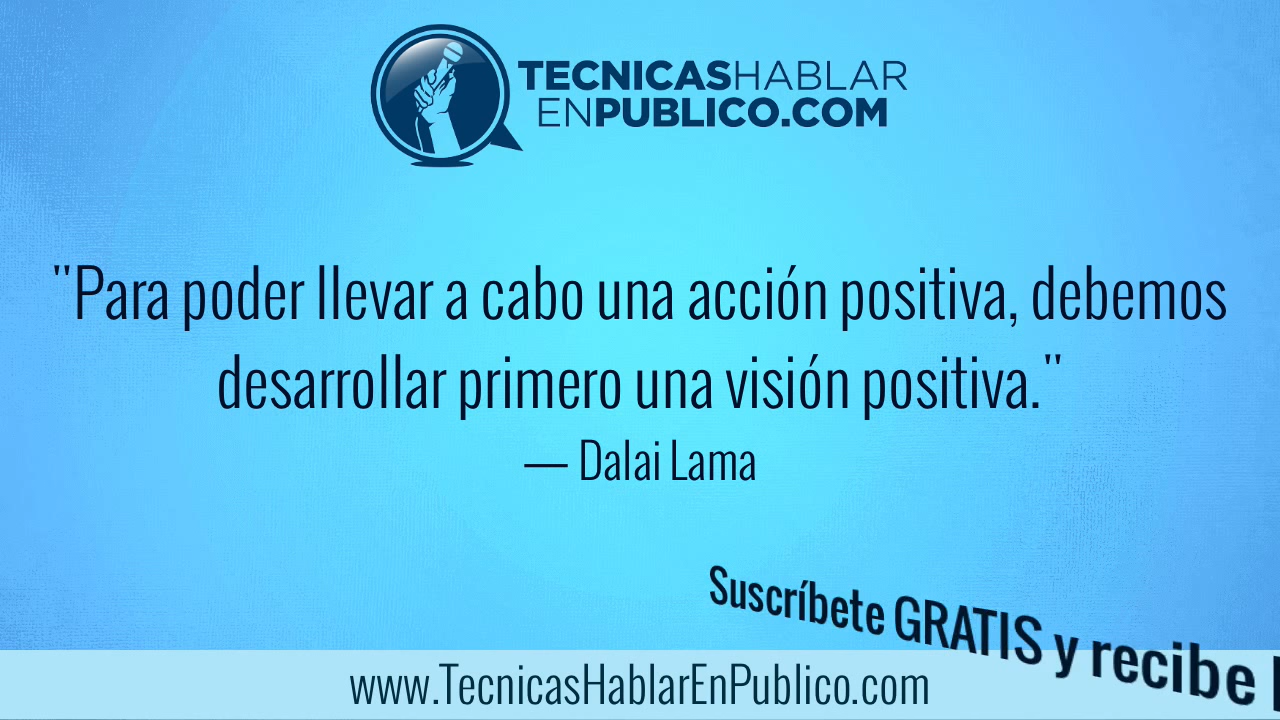 TECNICASHABLAR
ENPUBLICO.COM
"Para poder llevar a cabo una acción positiva, debemos
desarrollar primero una visión positiva."
— Dalai Lama
Suscríbete GRATIS y recibe
www.TecnicasHablarEnPublico.com